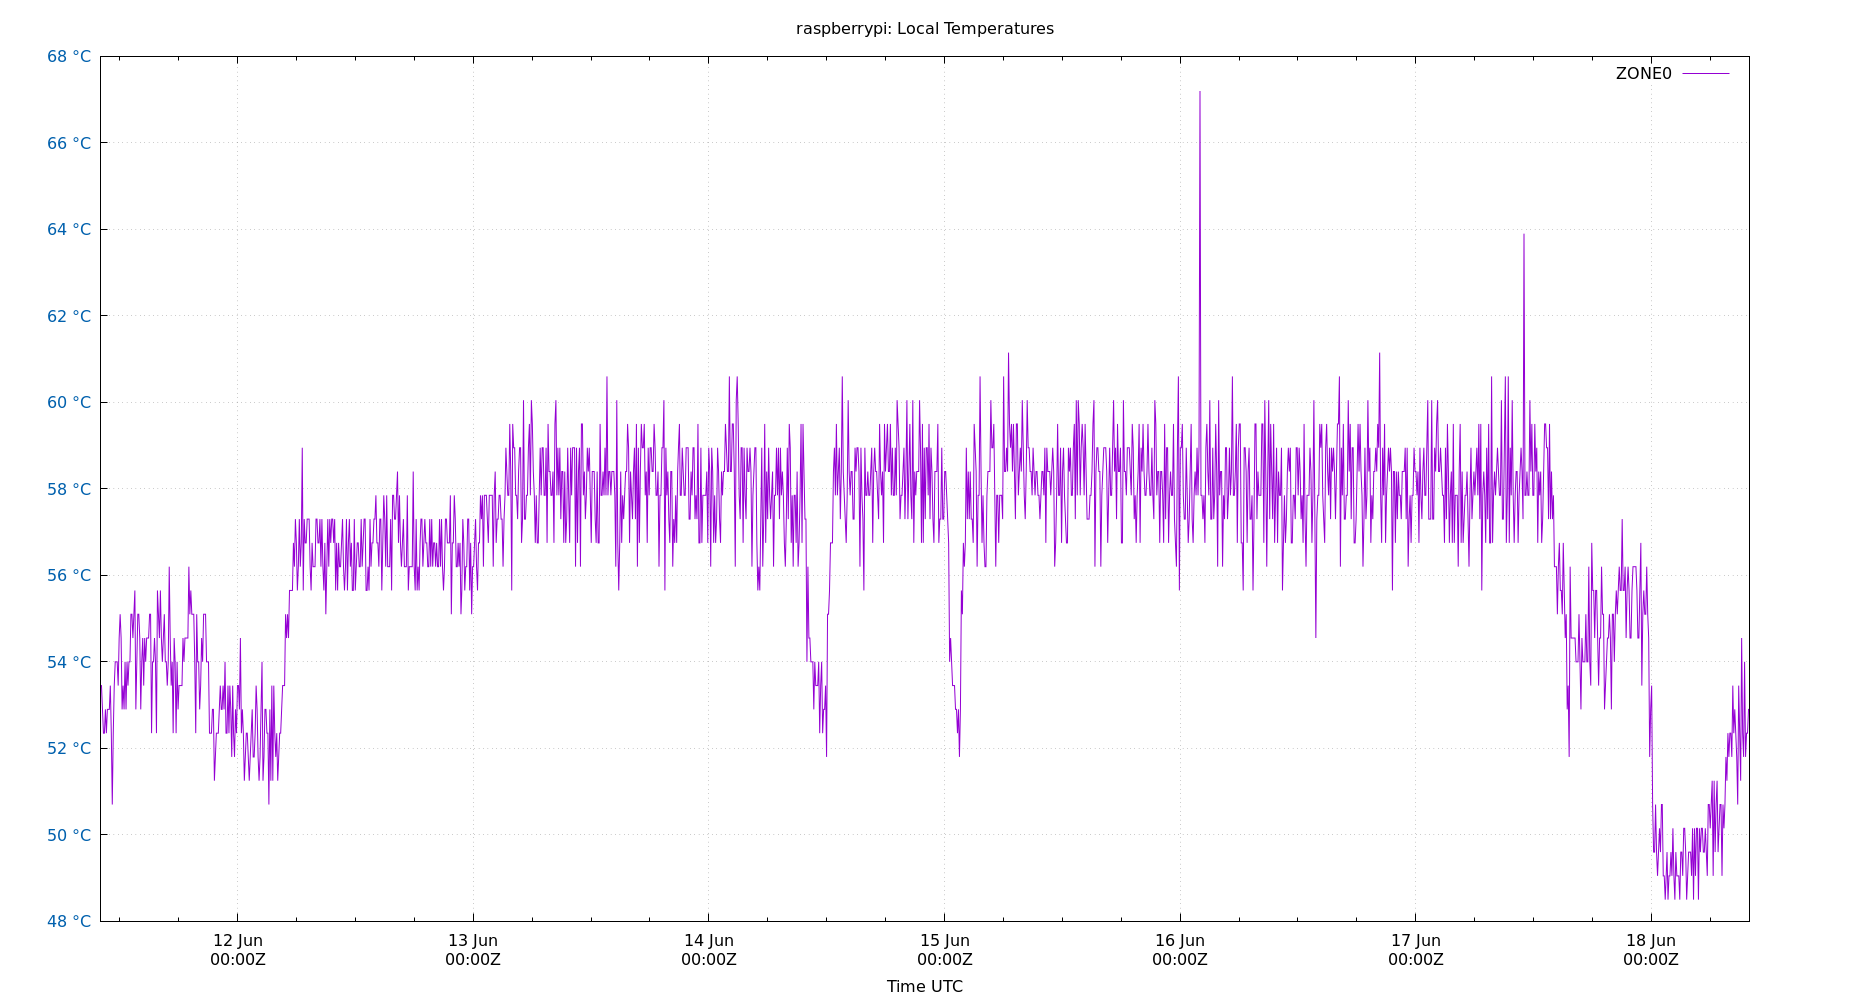 raspberrypi: Local Temperatures
68 °C
ZONE0
66 °C
64 °C
62 °C
60 °C
58 °C
56 °C
54 °C
52 °C
50 °C
48 °C
12 Jun 13 Jun 14 Jun 15 Jun 16 Jun 17 Jun 18 Jun
00:00Z 00:00Z 00:00Z 00:00Z 00:00Z 00:00Z 00:00Z
Time UTC